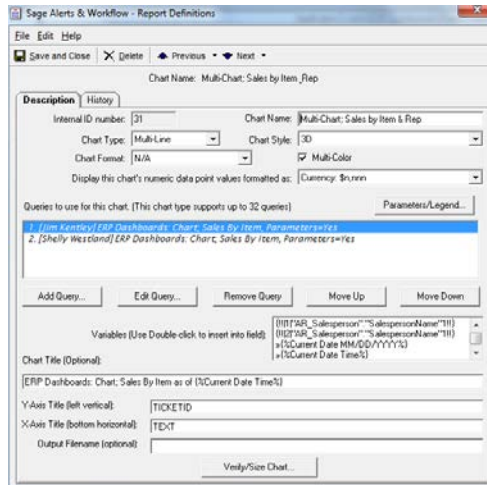 Sage Alerts & Workflow - Report Definitions
File Edit Help
Save and Close Delete Previous Next
Chart Name: Multi-Chart; Sales by Item _Rep
Description History
Internal ID number: 31 Chart Name: Multi-Chart; Sales by Item & Rep
Chart Type: Multi-Line Chart Style: 3D
Chart Format: N/A Multi-Color
Display this chart's numeric data point values formatted as: Currency: $n,nnn
Queries to use for this chart. (This chart type supports up to 32 queries) Parameters/Legend...
1. [Jim Kentley] ERP Dashboards: Chart; Sales By Item, Parameters=Yes
2. [Shelly Westland] ERP Dashboards: Chart; Sales By Item, Parameters=Yes
Add Query... Edit Query... Remove Query Move Up Move Down
Variables (Use Double-click to insert into field):
{!!|1|"AR_Salesperson"."SalespersonName"!!}
{!!|2|"AR_Salesperson"."SalespersonName"!!}
»{%Current Date MM/DD/YYYY%}
»{%Current Date Time%}
Chart Title (Optional):
ERP Dashboards: Chart; Sales By Item as of {%Current Date Time%}
Y-Axis Title (left vertical): TICKETID
X-Axis Title (bottom horizontal): TEXT
Output Filename (optional):
Verify/Size Chart...